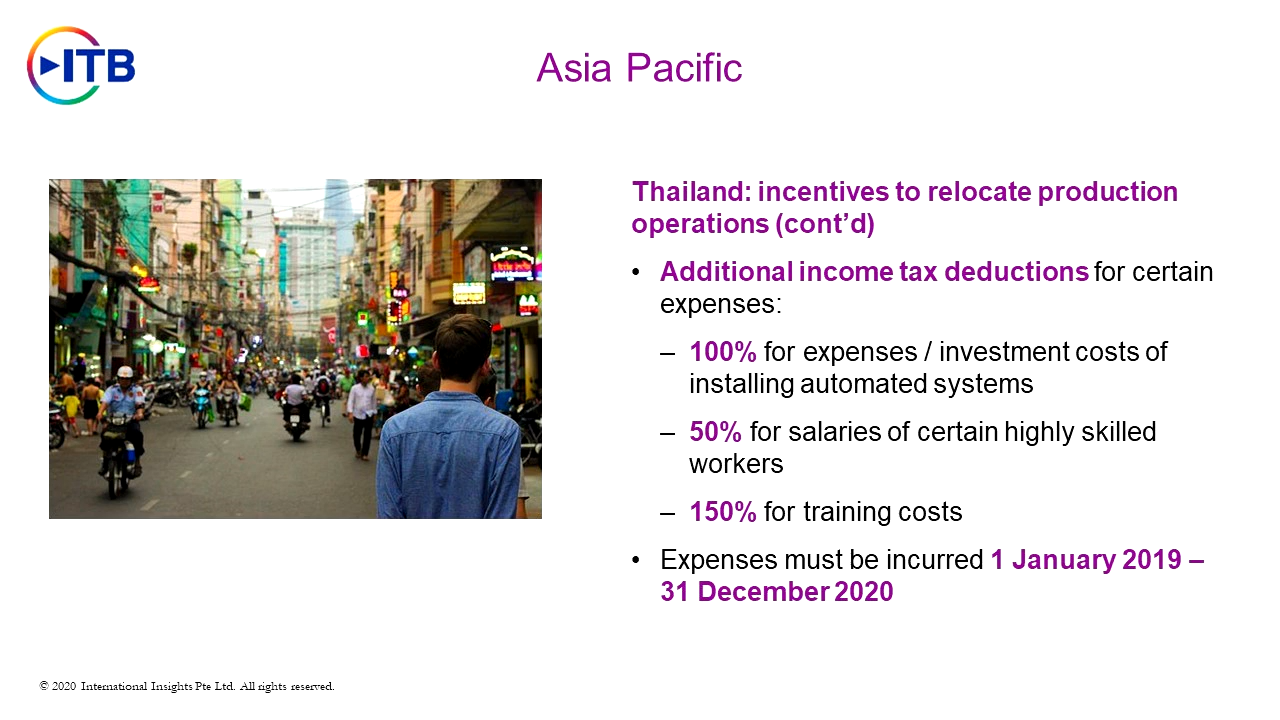 ITB
Asia Pacific
Thailand: incentives to relocate production
operations (cont’d)
• Additional income tax deductions for certain
expenses:
– 100% for expenses / investment costs of
installing automated systems
– 50% for salaries of certain highly skilled
workers
– 150% for training costs
• Expenses must be incurred 1 January 2019 –
31 December 2020
© 2020 International Insights Pte Ltd. All rights reserved.